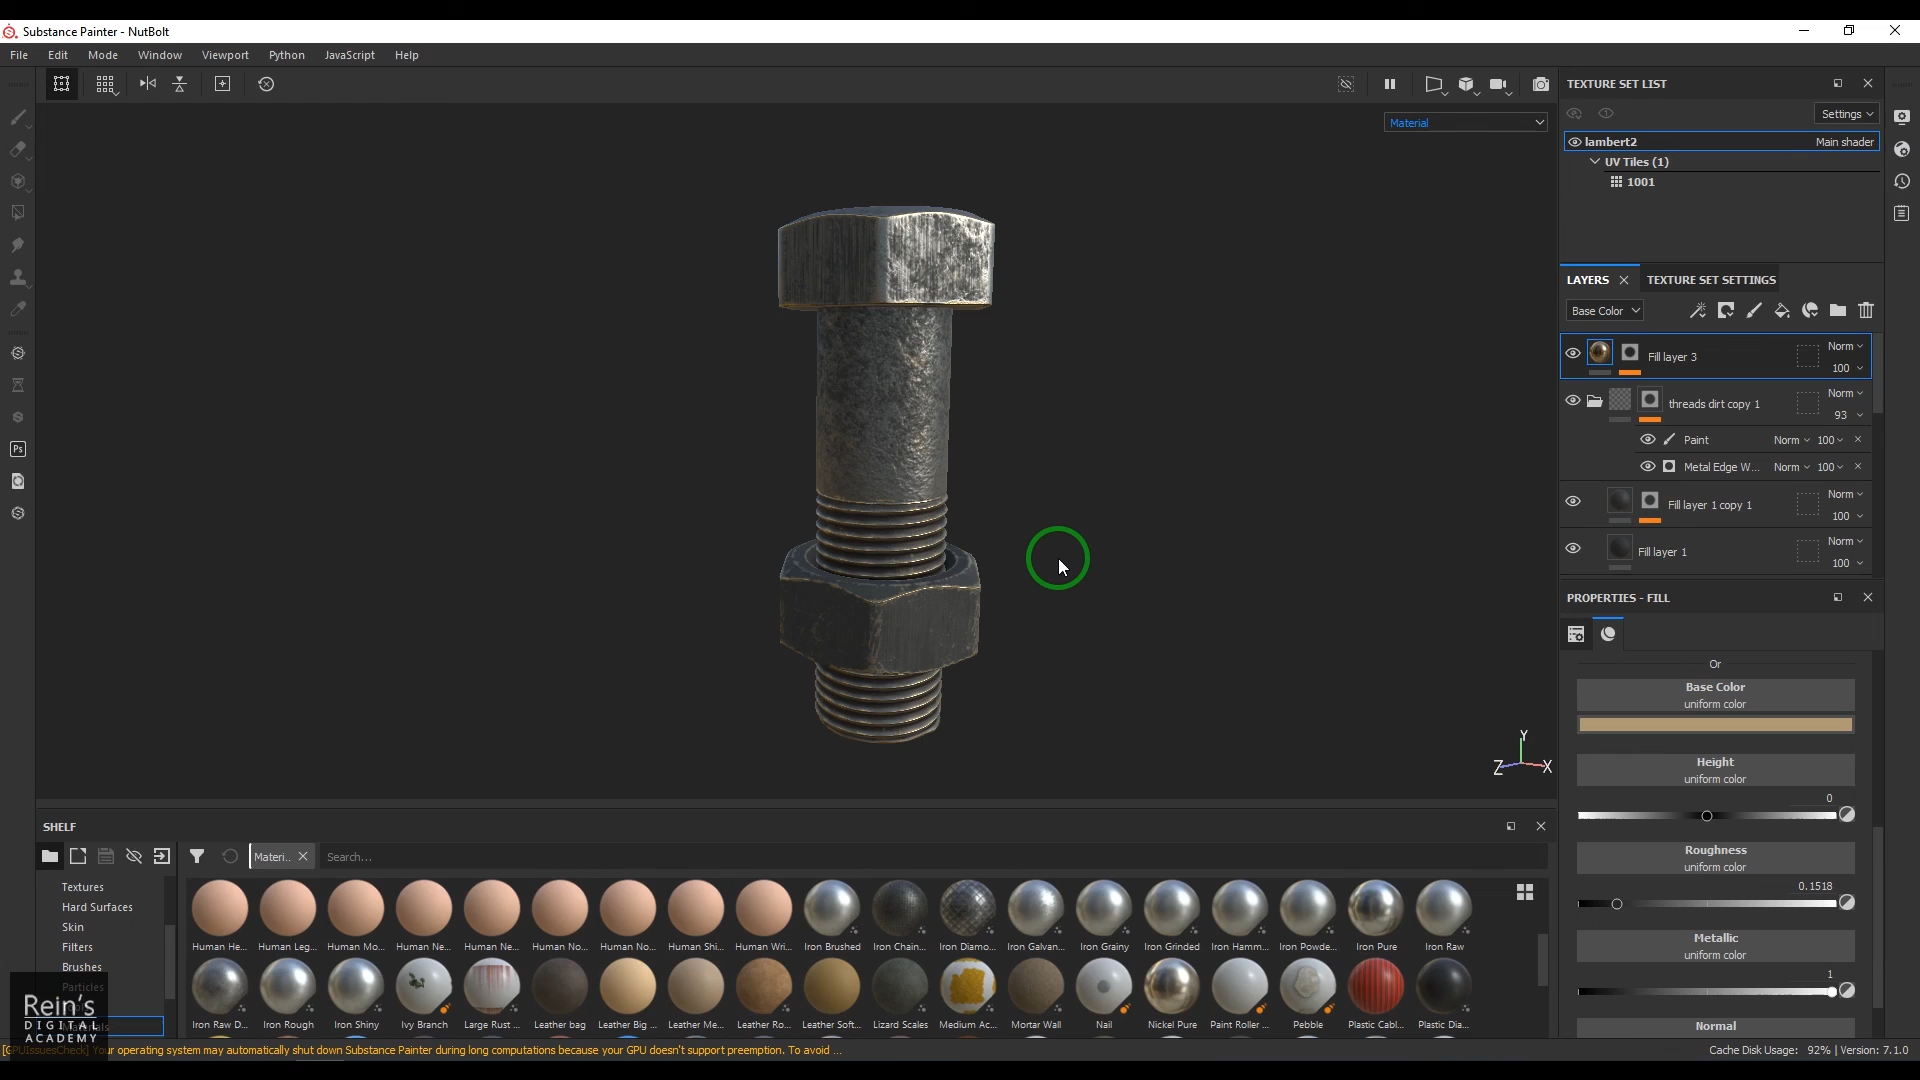 Substance Painter - NutBolt
File Edit Mode Window Viewport Python JavaScript Help
Material
TEXTURE SET LIST
Settings
lambert2 Main shader
UV Tiles (1)
1001
LAYERS TEXTURE SET SETTINGS
Base Color
Fill layer 3 Norm 100
threads dirt copy 1 Norm 93
Paint Norm 100
Metal Edge W... Norm 100
Fill layer 1 copy 1 Norm 100
Fill layer 1 Norm 100
PROPERTIES - FILL
Or
Base Color
uniform color
Height
uniform color
0
Roughness
uniform color
0.1518
Metallic
uniform color
1
Normal
Y
Z X
Ps
SHELF
Materi.. Search...
Textures
Hard Surfaces
Skin
Filters
Brushes
Particles
Human He... Human Leg... Human Mo... Human Ne... Human Ne... Human No... Human No... Human Shi... Human Wri... Iron Brushed Iron Chain... Iron Diamo... Iron Galvan... Iron Grainy Iron Grinded Iron Hamm... Iron Powde... Iron Pure Iron Raw
Iron Raw D... Iron Rough Iron Shiny Ivy Branch Large Rust ... Leather bag Leather Big ... Leather Me... Leather Ro... Leather Soft... Lizard Scales Medium Ac... Mortar Wall Nail Nickel Pure Paint Roller ... Pebble Plastic Cabl... Plastic Dia...
Rein's
DIGITAL
ACADEMY
[GPUIssuesCheck] Your operating system may automatically shut down Substance Painter during long computations because your GPU doesn't support preemption. To avoid ...
Cache Disk Usage: 92% | Version: 7.1.0